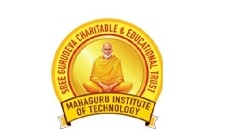 SREE GURUDEVA CHARITABLE & EDUCATIONAL TRUST
MAHAGURU INSTITUTE
OF TECHNOLOGY